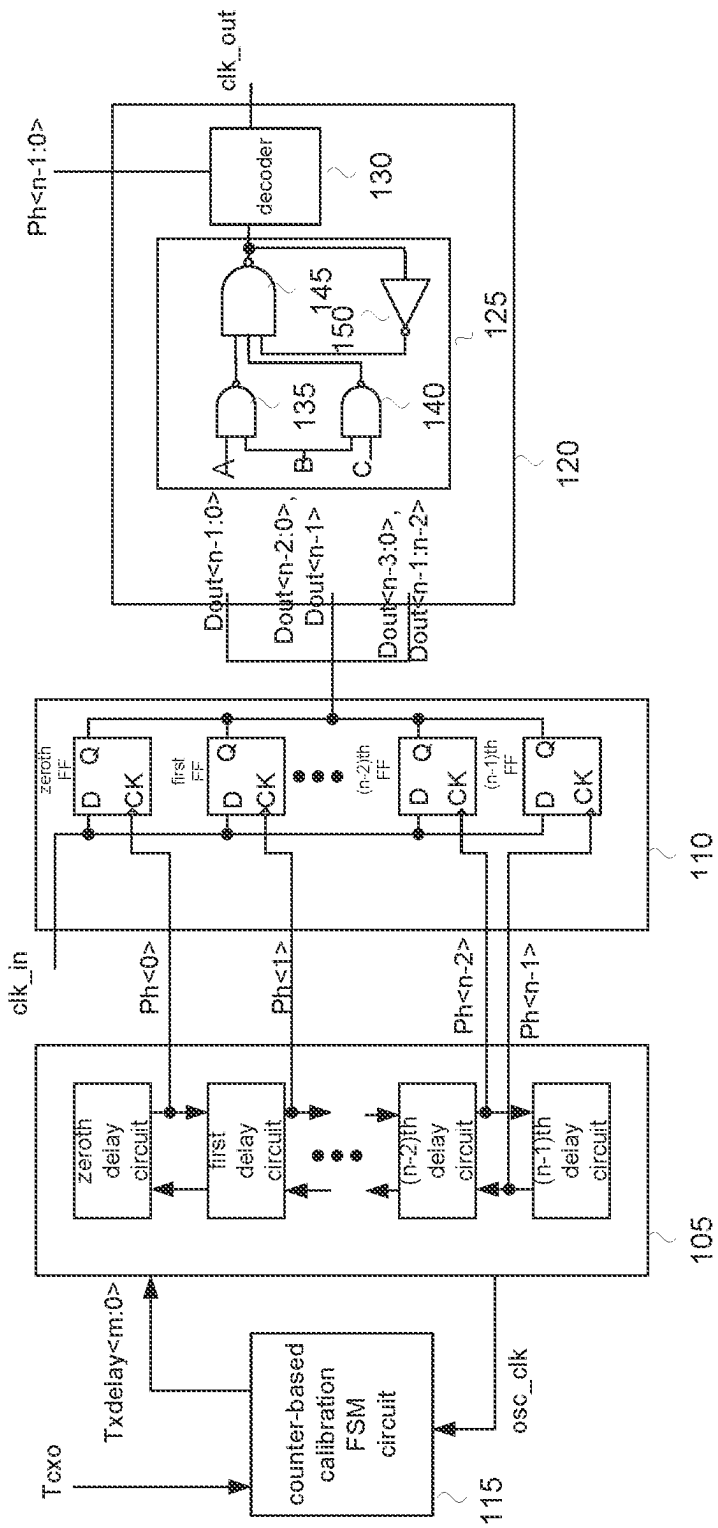 Tcxo
Txdelay<m:0>
counter-based
calibration
FSM
circuit
115
osc_clk
zeroth
delay
circuit
first
delay
circuit
(n-2)th
delay
circuit
(n-1)th
delay
circuit
105
clk_in
Ph<0>
Ph<1>
Ph<n-2>
Ph<n-1>
zeroth
FF
D Q
CK
first
FF
D Q
CK
(n-2)th
FF
D Q
CK
(n-1)th
FF
D Q
CK
110
Dout<n-1:0>
Dout<n-2:0>,
Dout<n-1>
Dout<n-3:0>,
Dout<n-1:n-2>
A
B
C
135
140
145
150
125
Ph<n-1:0>
decoder
130
clk_out
120